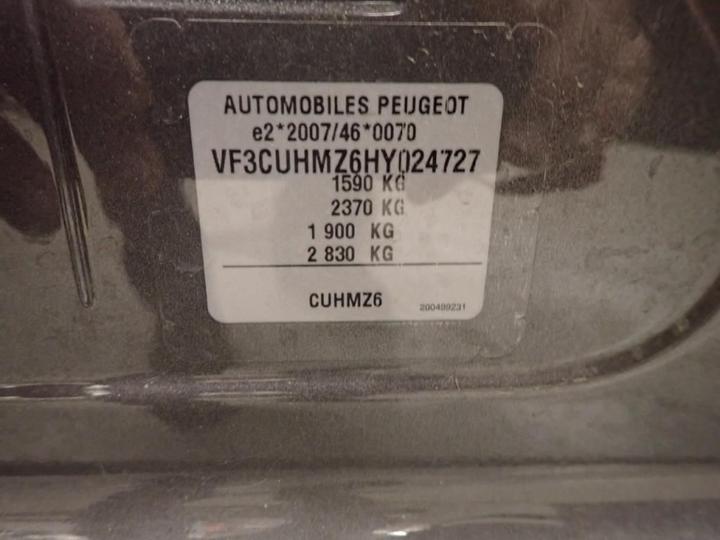 AUTOMOBILES PEUGEOT
e2*2007/46*0070
VF3CUHMZ6HY024727
1590 KG
2370 KG
1 900 KG
2 830 KG
CUHMZ6
200499231